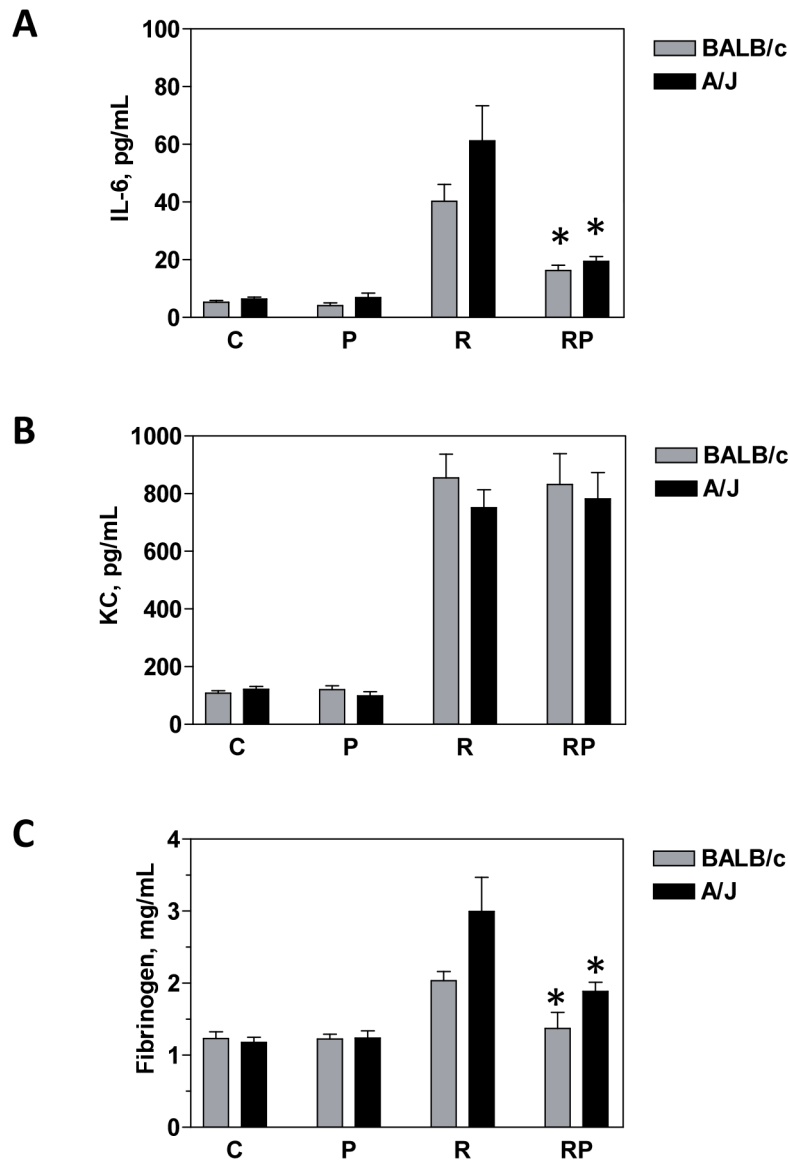 A
IL-6, pg/mL
100
80
60
40
20
0
C P R RP
BALB/c
A/J
* *
B
KC, pg/mL
1000
800
600
400
200
0
C P R RP
BALB/c
A/J
C
Fibrinogen, mg/mL
4
3
2
1
0
C P R RP
BALB/c
A/J
* *